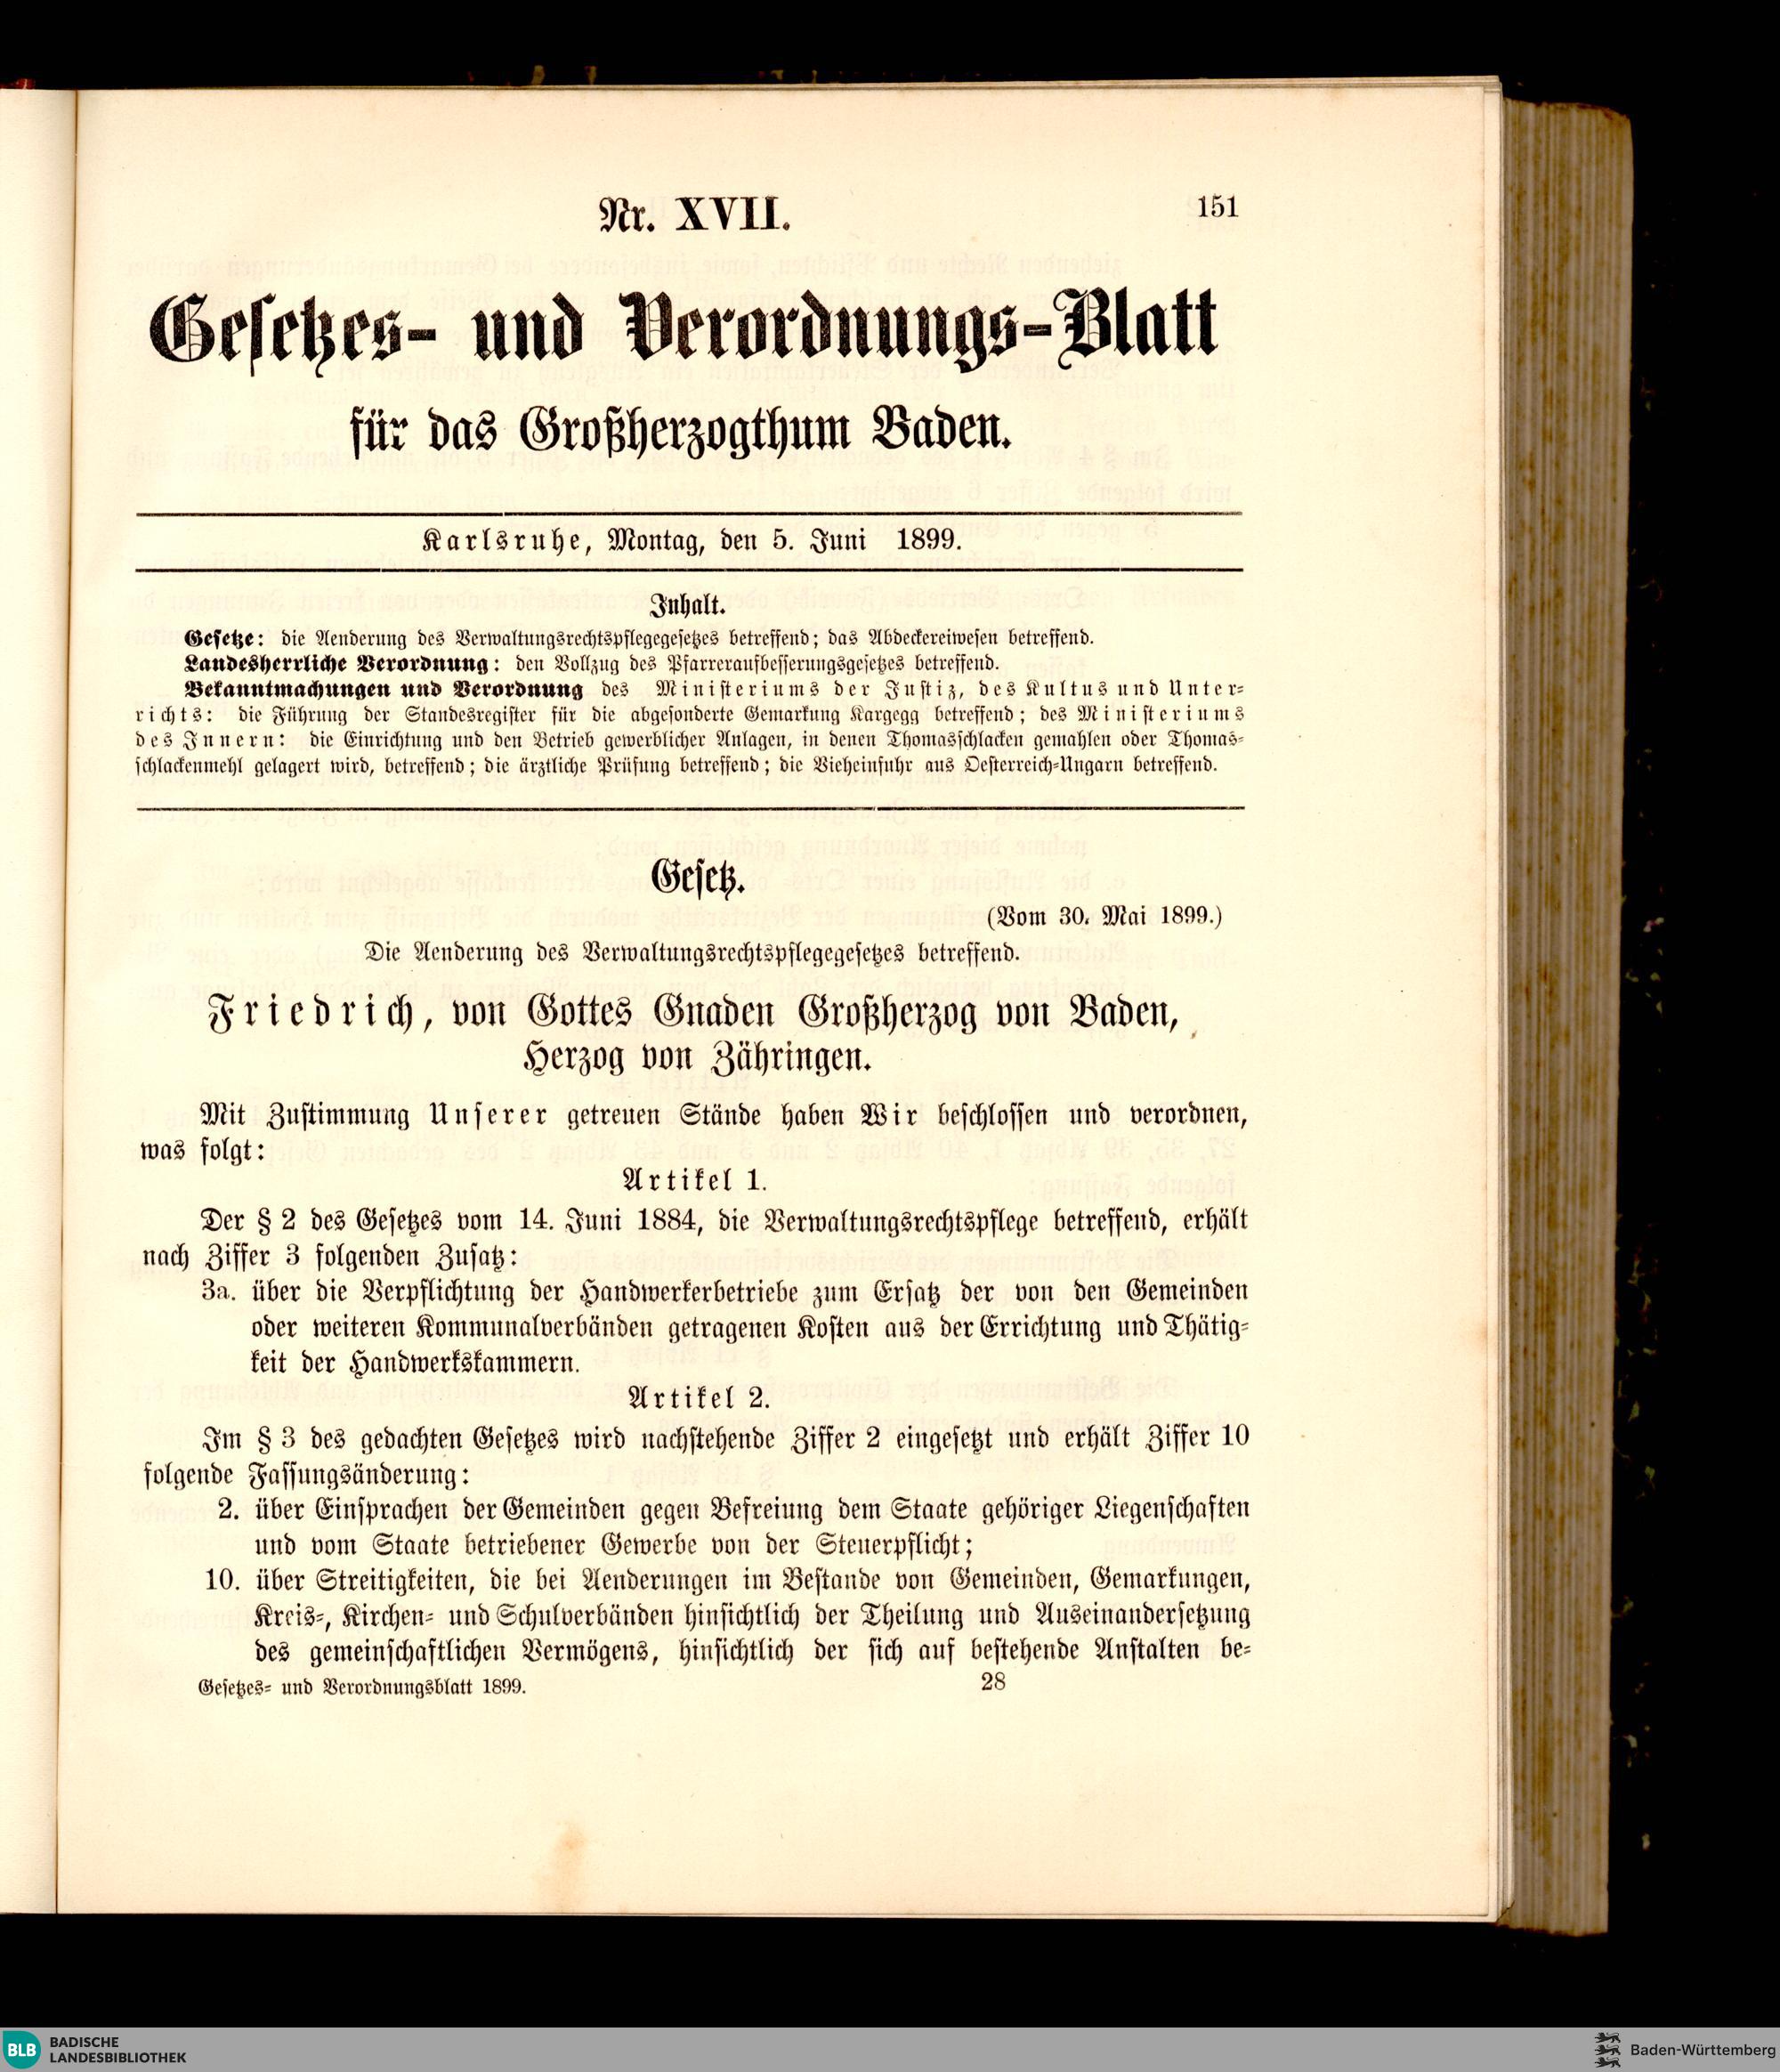 Nr. XVII.
151
Gesetzes- und Verordnungs-Blatt
für das Großherzogthum Baden.
Karlsruhe, Montag, den 5. Juni 1899.
Inhalt.
Gesetze: die Aenderung des Verwaltungsrechtspflegegesetzes betreffend; das Abdeckereiwesen betreffend.
Landesherrliche Verordnung: den Vollzug des Pfarreraufbesserungsgesetzes betreffend.
Bekanntmachungen und Verordnung des Ministeriums der Justiz, des Kultus und Unter-
richts: die Führung der Standesregister für die abgesonderte Gemarkung Kargegg betreffend; des Ministeriums
des Innern: die Einrichtung und den Betrieb gewerblicher Anlagen, in denen Thomasschlacken gemahlen oder Thomas-
schlackenmehl gelagert wird, betreffend; die ärztliche Prüfung betreffend; die Vieheinfuhr aus Oesterreich-Ungarn betreffend.
Gesetz.
(Vom 30. Mai 1899.)
Die Aenderung des Verwaltungsrechtspflegegesetzes betreffend.
Friedrich, von Gottes Gnaden Großherzog von Baden,
Herzog von Zähringen.
Mit Zustimmung Unserer getreuen Stände haben Wir beschlossen und verordnen,
was folgt:
Artikel 1.
Der § 2 des Gesetzes vom 14. Juni 1884, die Verwaltungsrechtspflege betreffend, erhält
nach Ziffer 3 folgenden Zusatz:
3a. über die Verpflichtung der Handwerkerbetriebe zum Ersatz der von den Gemeinden
oder weiteren Kommunalverbänden getragenen Kosten aus der Errichtung und Thätig-
keit der Handwerkskammern.
Artikel 2.
Im § 3 des gedachten Gesetzes wird nachstehende Ziffer 2 eingesetzt und erhält Ziffer 10
folgende Fassungsänderung:
2. über Einsprachen der Gemeinden gegen Befreiung dem Staate gehöriger Liegenschaften
und vom Staate betriebener Gewerbe von der Steuerpflicht;
10. über Streitigkeiten, die bei Aenderungen im Bestande von Gemeinden, Gemarkungen,
Kreis-, Kirchen- und Schulverbänden hinsichtlich der Theilung und Auseinandersetzung
des gemeinschaftlichen Vermögens, hinsichtlich der sich auf bestehende Anstalten be-
Gesetzes- und Verordnungsblatt 1899.
28
BLB BADISCHE
LANDESBIBLIOTHEK
Baden-Württemberg